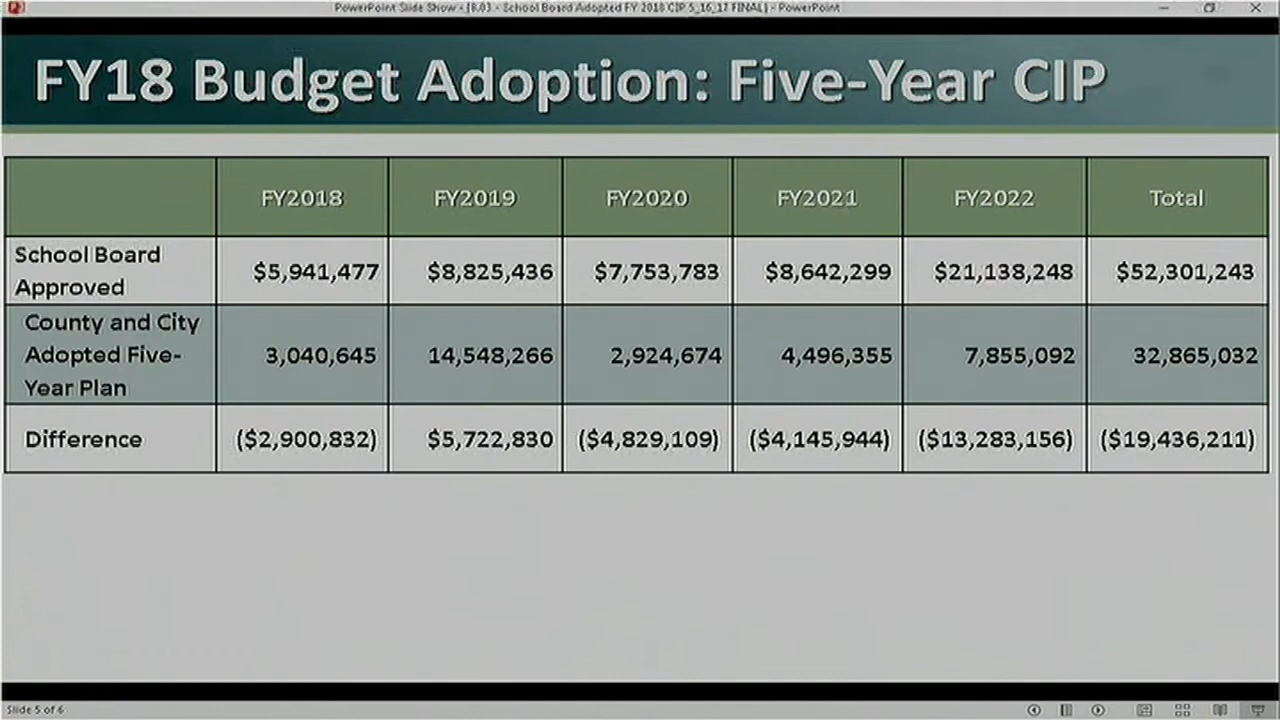 PowerPoint Slide Show - [8.03 - School Board Adopted FY 2018 CIP 5_16_17 FINAL] - PowerPoint
FY18 Budget Adoption: Five-Year CIP
FY2018 FY2019 FY2020 FY2021 FY2022 Total
School Board
Approved
$5,941,477 $8,825,436 $7,753,783 $8,642,299 $21,138,248 $52,301,243
County and City
Adopted Five-
Year Plan
3,040,645 14,548,266 2,924,674 4,496,355 7,855,092 32,865,032
Difference ($2,900,832) $5,722,830 ($4,829,109) ($4,145,944) ($13,283,156) ($19,436,211)
Slide 5 of 6